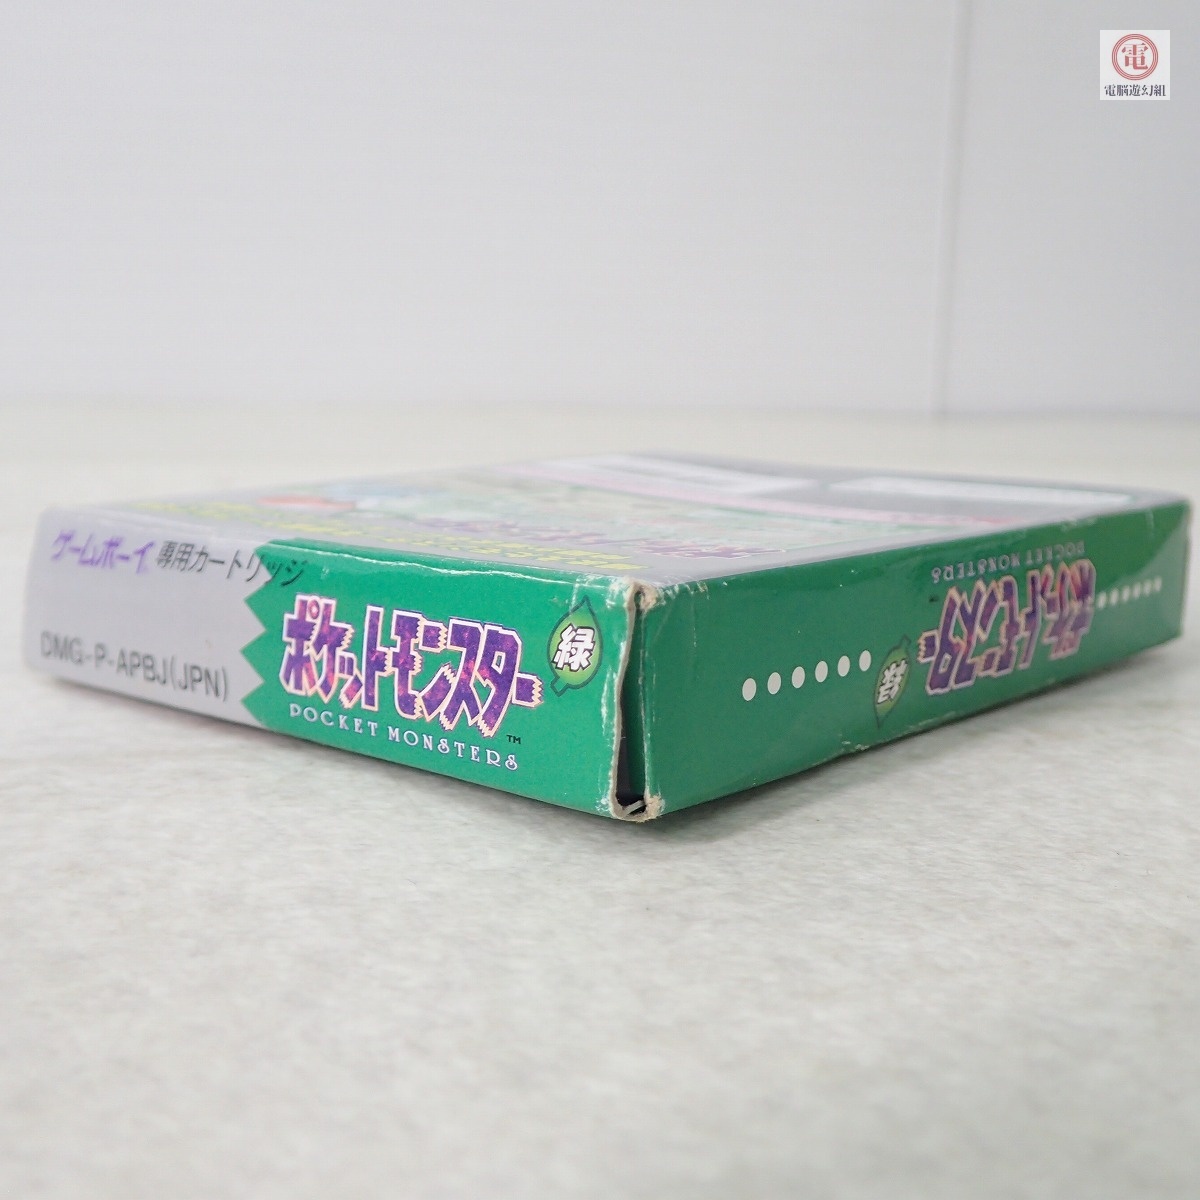 電
電脳遊幻組
ゲームボーイ 専用カートリッジ
DMG-P-APBJ(JPN)
ポケットモンスター
緑
POCKET MONSTERS
TM
ポケットモンスター
POCKET MONSTERS
緑